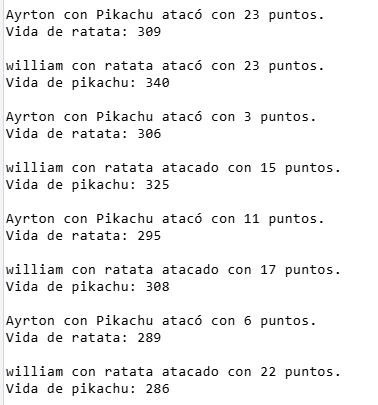 Ayrton con Pikachu atacó con 23 puntos.
Vida de ratata: 309
william con ratata atacó con 23 puntos.
Vida de pikachu: 340
Ayrton con Pikachu atacó con 3 puntos.
Vida de ratata: 306
william con ratata atacado con 15 puntos.
Vida de pikachu: 325
Ayrton con Pikachu atacó con 11 puntos.
Vida de ratata: 295
william con ratata atacado con 17 puntos.
Vida de pikachu: 308
Ayrton con Pikachu atacó con 6 puntos.
Vida de ratata: 289
william con ratata atacado con 22 puntos.
Vida de pikachu: 286